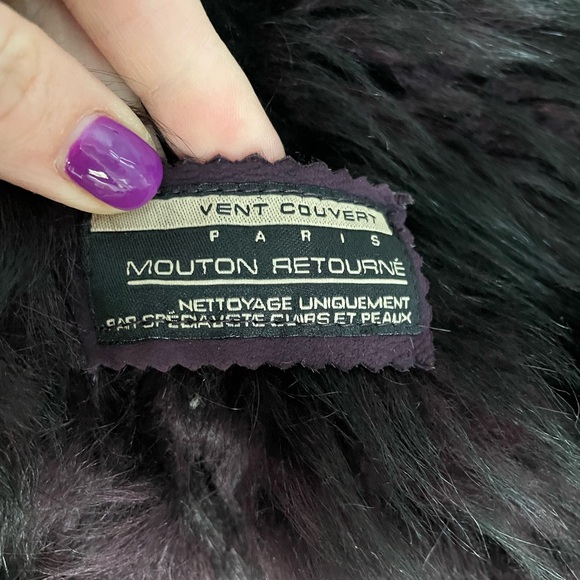 VENT COUVERT
PARIS
MOUTON RETOURNÉ
NETTOYAGE UNIQUEMENT
PAR SPÉCIALISTE CUIRS ET PEAUX